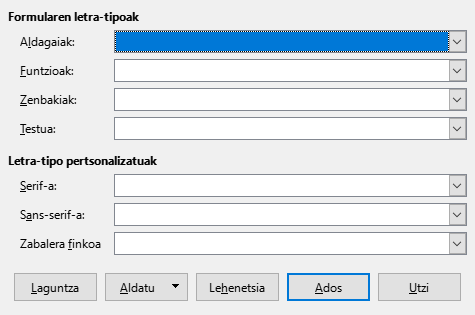 Formularen letra-tipoak
Aldagaiak:
Funtzioak:
Zenbakiak:
Testua:
Letra-tipo pertsonalizatuak
Serif-a:
Sans-serif-a:
Zabalera finkoa
Laguntza Aldatu Lehenetsia Ados Utzi